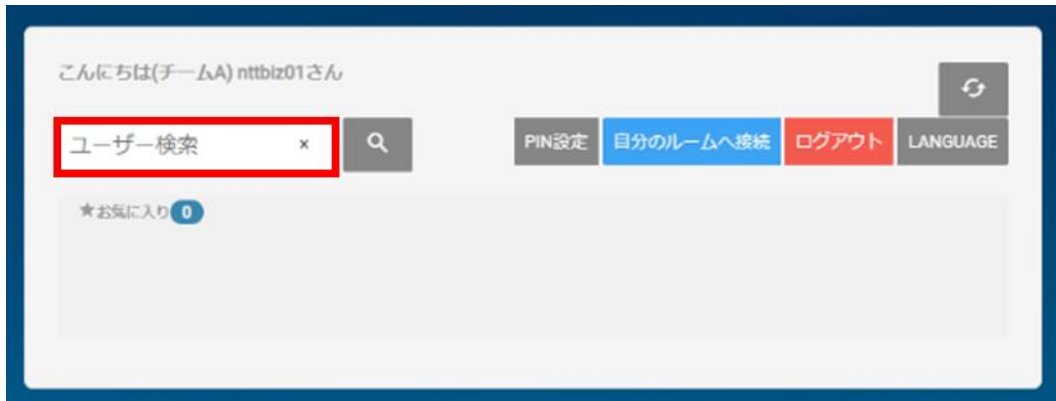 こんにちは(チームA) nttbiz01さん
ユーザー検索 ×
PIN設定 自分のルームへ接続 ログアウト LANGUAGE
★お気に入り 0